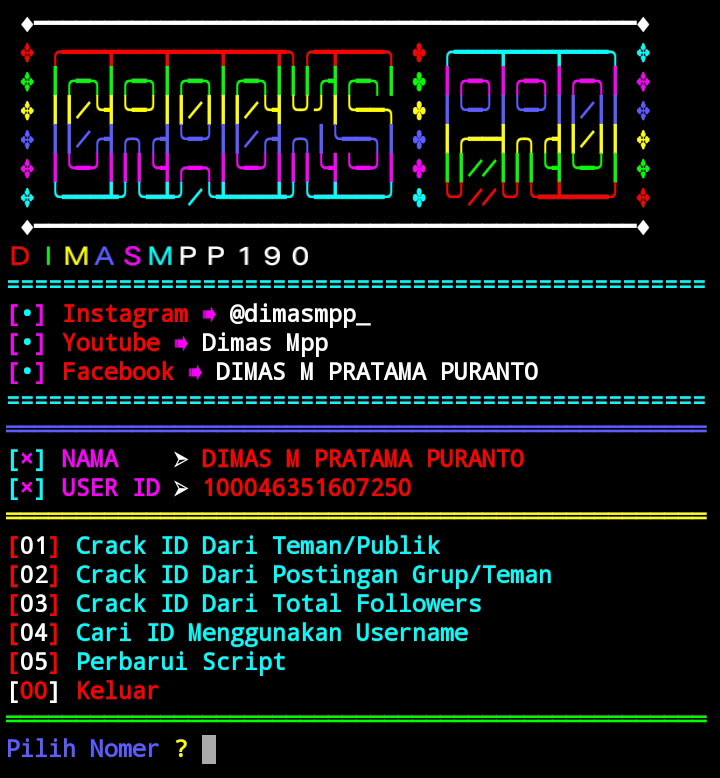 DIMASMPP190
[•] Instagram ➠ @dimasmpp_
[•] Youtube ➠ Dimas Mpp
[•] Facebook ➠ DIMAS M PRATAMA PURANTO
[×] NAMA ➢ DIMAS M PRATAMA PURANTO
[×] USER ID ➢ 100046351607250
[01] Crack ID Dari Teman/Publik
[02] Crack ID Dari Postingan Grup/Teman
[03] Crack ID Dari Total Followers
[04] Cari ID Menggunakan Username
[05] Perbarui Script
[00] Keluar
Pilih Nomer ?